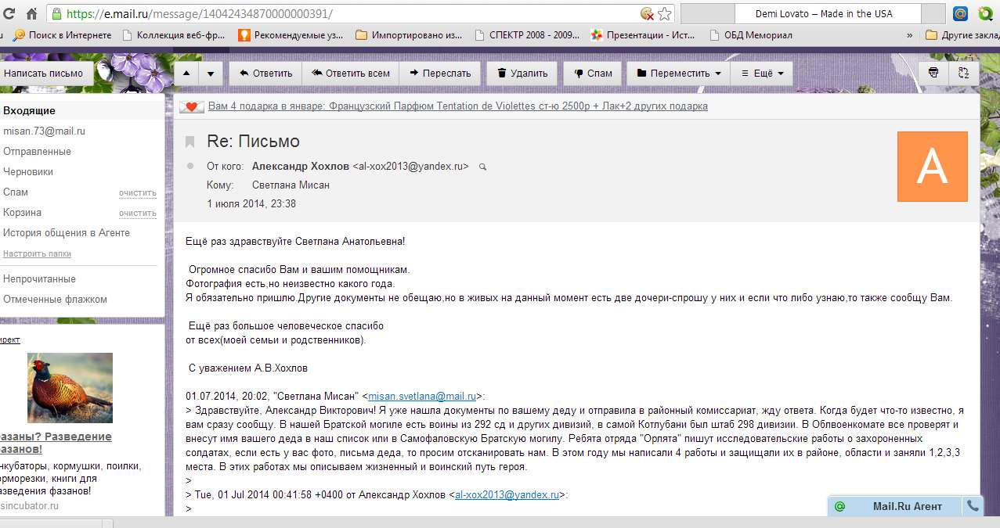 https://e.mail.ru/message/14042434870000000391/
Demi Lovato – Made in the USA
Поиск в Интернете
Коллекция веб-фр...
Рекомендуемые уз...
Импортировано из...
СПЕКТР 2008 - 2009...
Презентации - Ист...
ОБД Мемориал
»
Другие заклад
Написать письмо
Ответить
Ответить всем
Переслать
Удалить
Спам
Переместить
Ещё
Входящие
misan.73@mail.ru
Отправленные
Черновики
Спам
очистить
Корзина
очистить
История общения в Агенте
Настроить папки
Непрочитанные
Отмеченные флажком
ирект
азаны? Разведение
азанов!
нкубаторы, кормушки, поилки,
орморезки, книги для
азведения фазанов!
sincubator.ru
Вам 4 подарка в январе: Французский Парфюм Tentation de Violettes ст-ю 2500р + Лак+2 других подарка
Re: Письмо
От кого: Александр Хохлов <al-xox2013@yandex.ru>
Кому: Светлана Мисан
1 июля 2014, 23:38
А
Ещё раз здравствуйте Светлана Анатольевна!
Огромное спасибо Вам и вашим помощникам.
Фотография есть,но неизвестно какого года.
Я обязательно пришлю.Другие документы не обещаю,но в живых на данный момент есть две дочери-спрошу у них и если что либо узнаю,то также сообщу Вам.
Ещё раз большое человеческое спасибо
от всех(моей семьи и родственников).
С уважением А.В.Хохлов
01.07.2014, 20:02, "Светлана Мисан" <misan.svetlana@mail.ru>:
> Здравствуйте, Александр Викторович! Я уже нашла документы по вашему деду и отправла в районный комиссариат, жду ответа. Когда будет что-то известно, я
вам сразу сообщу. В нашей Братской могиле есть воины из 292 сд и других дивизий, в самой Котлубани был штаб 298 дивизии. В Облвоенкомате все проверят и
внесут имя вашего деда в наш список или в Самофаловскую Братскую могилу. Ребята отряда "Орлята" пишут исследовательские работы о захороненных
солдатах, если есть у вас фото, письма деда, то просим отсканировать нам. В этом году мы написали 4 работы и защищали их в районе, области и заняли 1,2,3,3
места. В этих работах мы описываем жизненный и воинский путь героя.
>
> Tue, 01 Jul 2014 00:41:58 +0400 от Александр Хохлов <al-xox2013@yandex.ru>:
>
Mail.Ru Агент